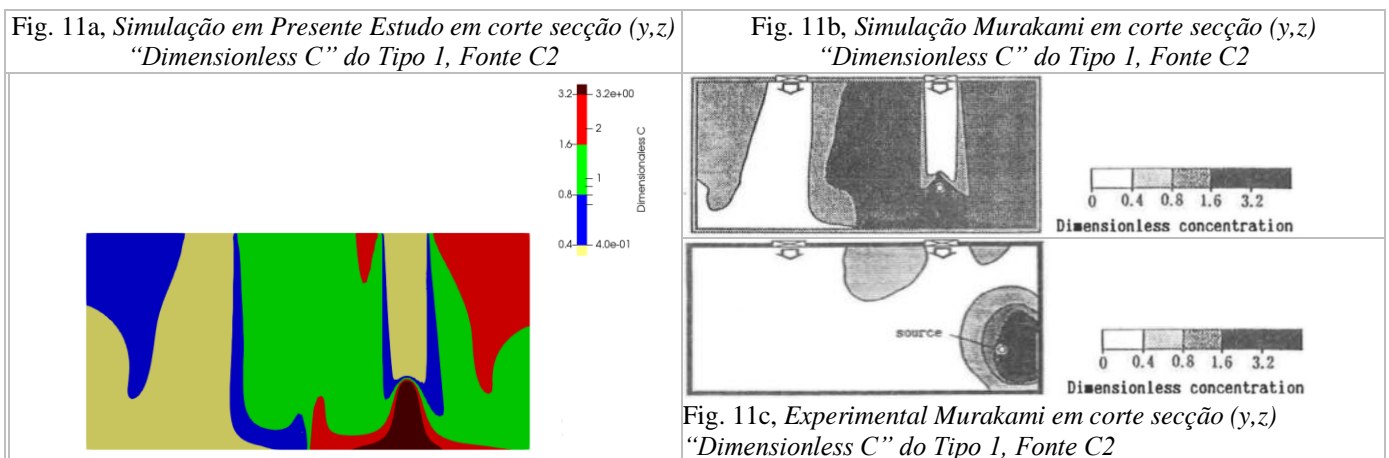 Fig. 11a, Simulação em Presente Estudo em corte secção (y,z)
“Dimensionless C” do Tipo 1, Fonte C2
Fig. 11b, Simulação Murakami em corte secção (y,z)
“Dimensionless C” do Tipo 1, Fonte C2
3.2 3.2e+00
2
1.6
1
0.8
0.4 4.0e-01
Dimensionaless C
0 0.4 0.8 1.6 3.2
Dimensionless concentration
source
0 0.4 0.8 1.6 3.2
Dimensionless concentration
Fig. 11c, Experimental Murakami em corte secção (y,z)
“Dimensionless C” do Tipo 1, Fonte C2